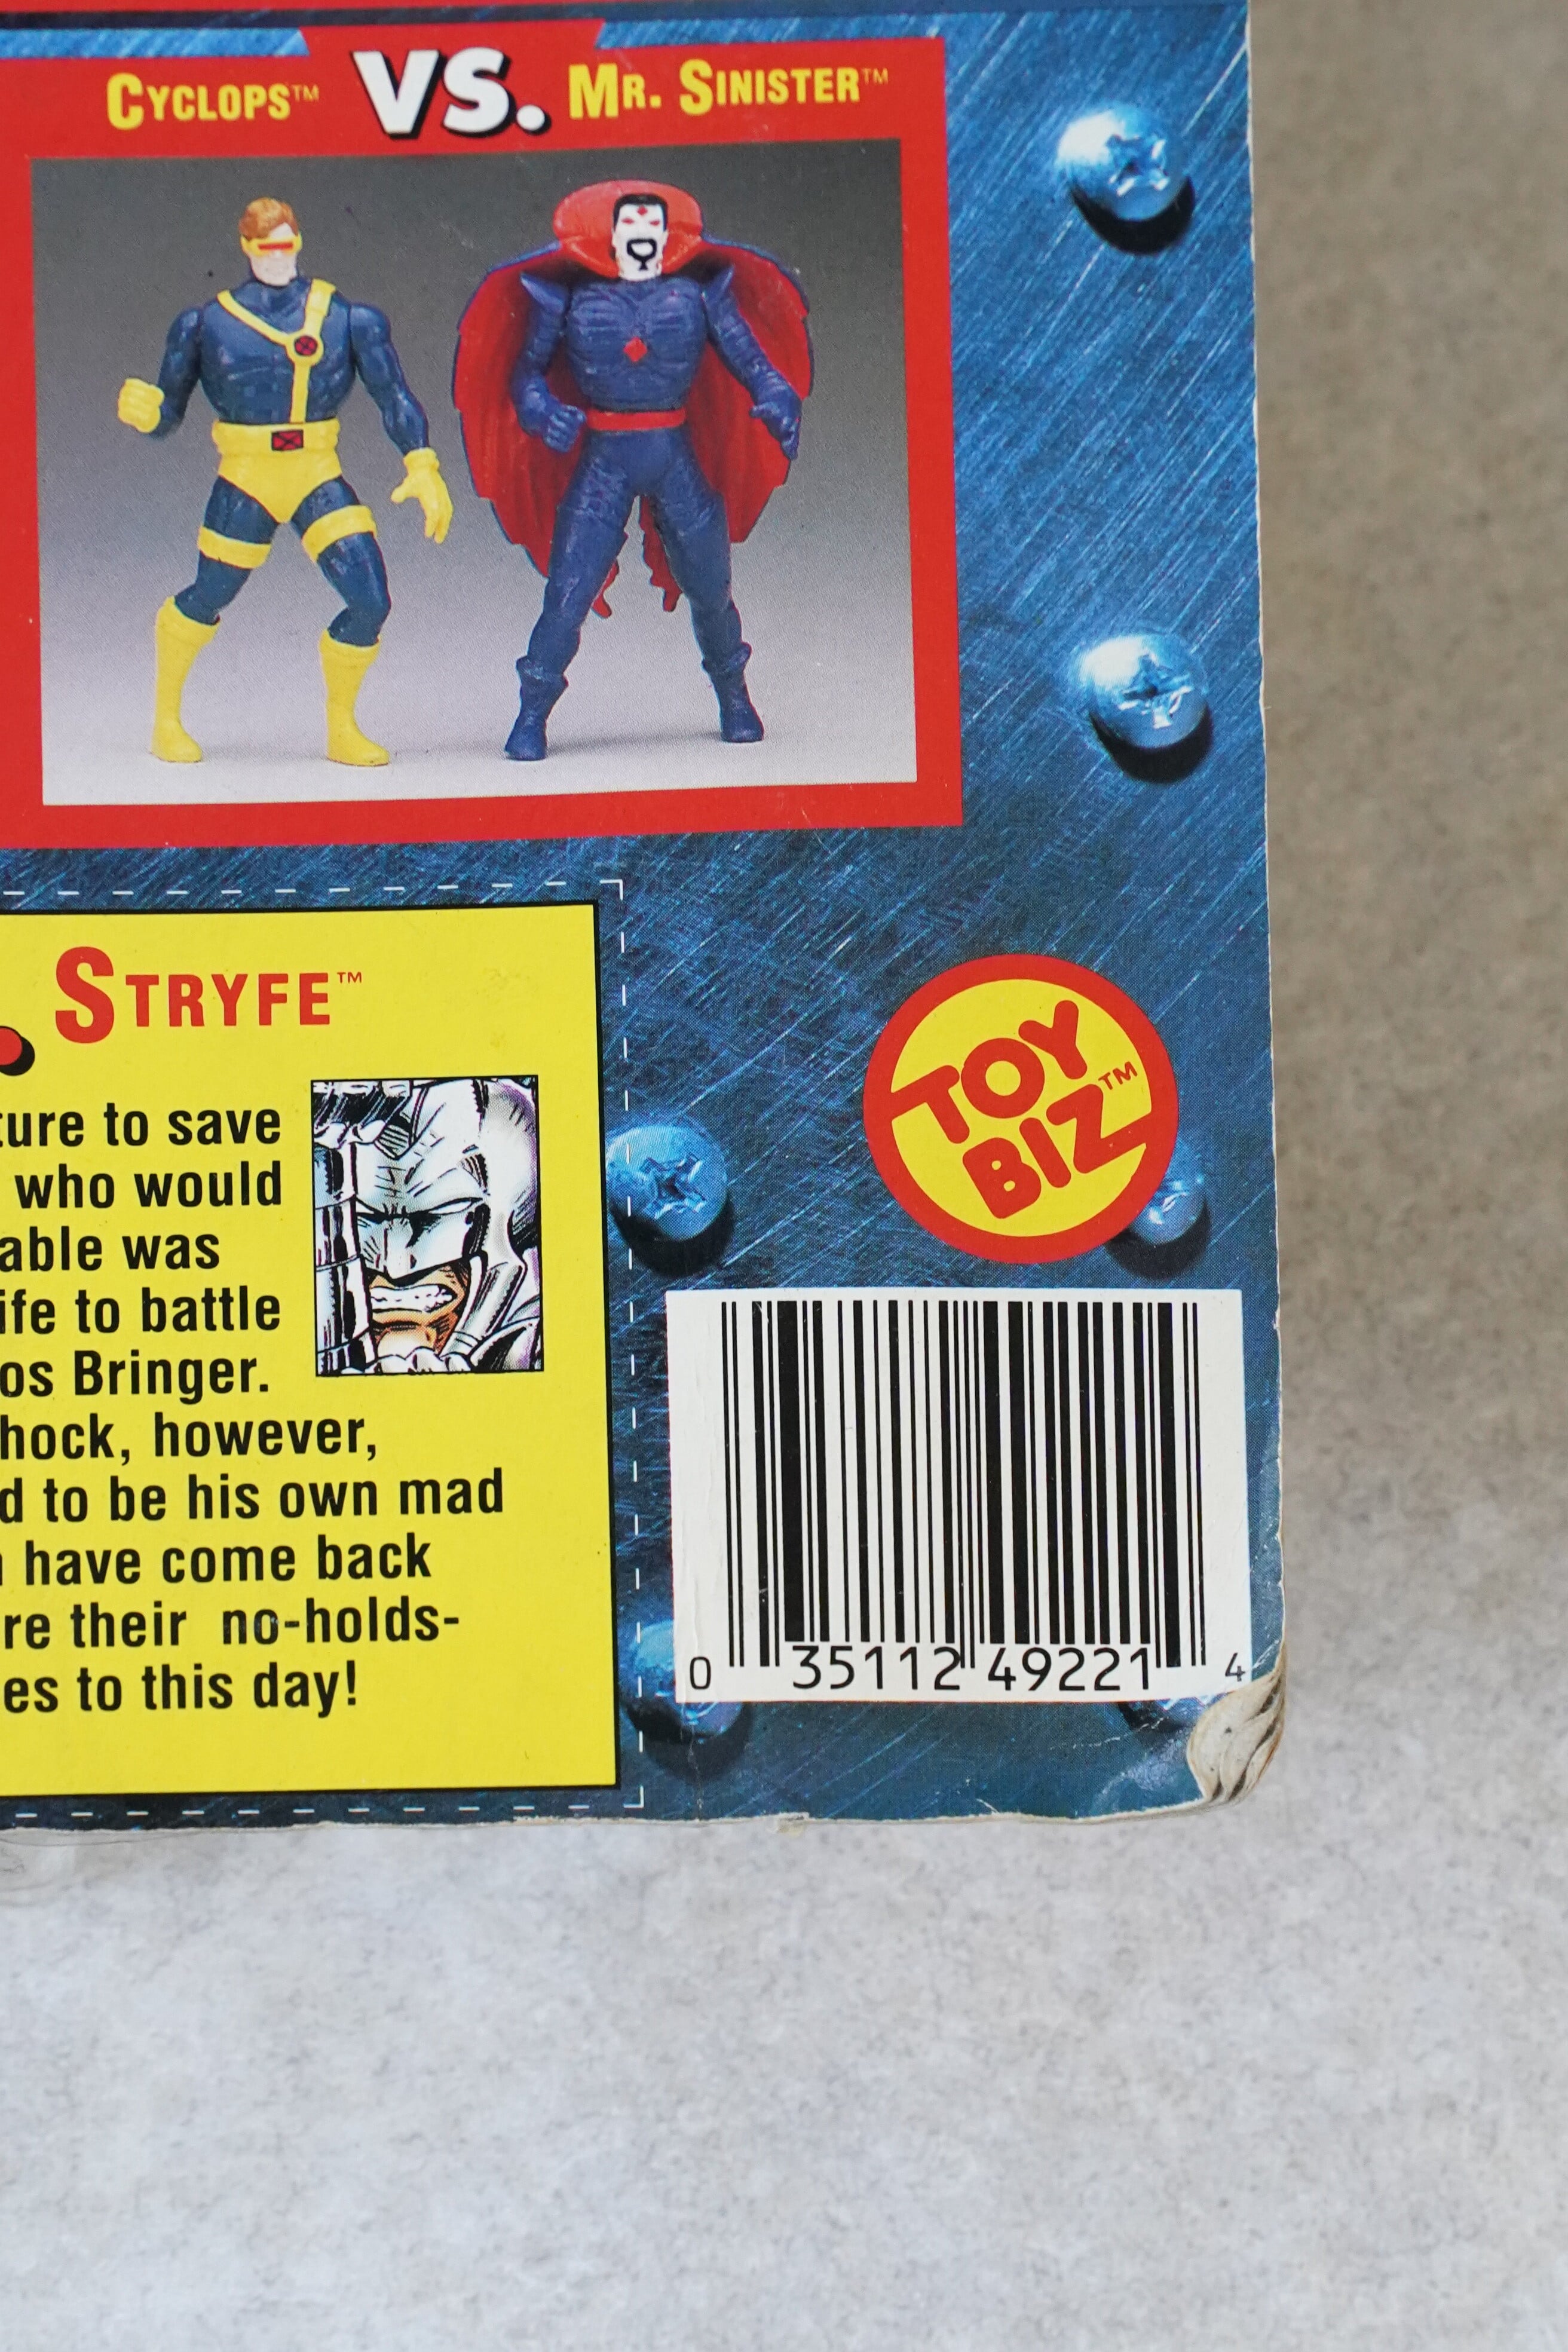 CYCLOPS™ VS. MR. SINISTER™
STRYFE™
ture to save
who would
able was
ife to battle
os Bringer.
hock, however,
d to be his own mad
have come back
re their no-holds-
es to this day!
TOY
BIZ™
0 35112 49221 4